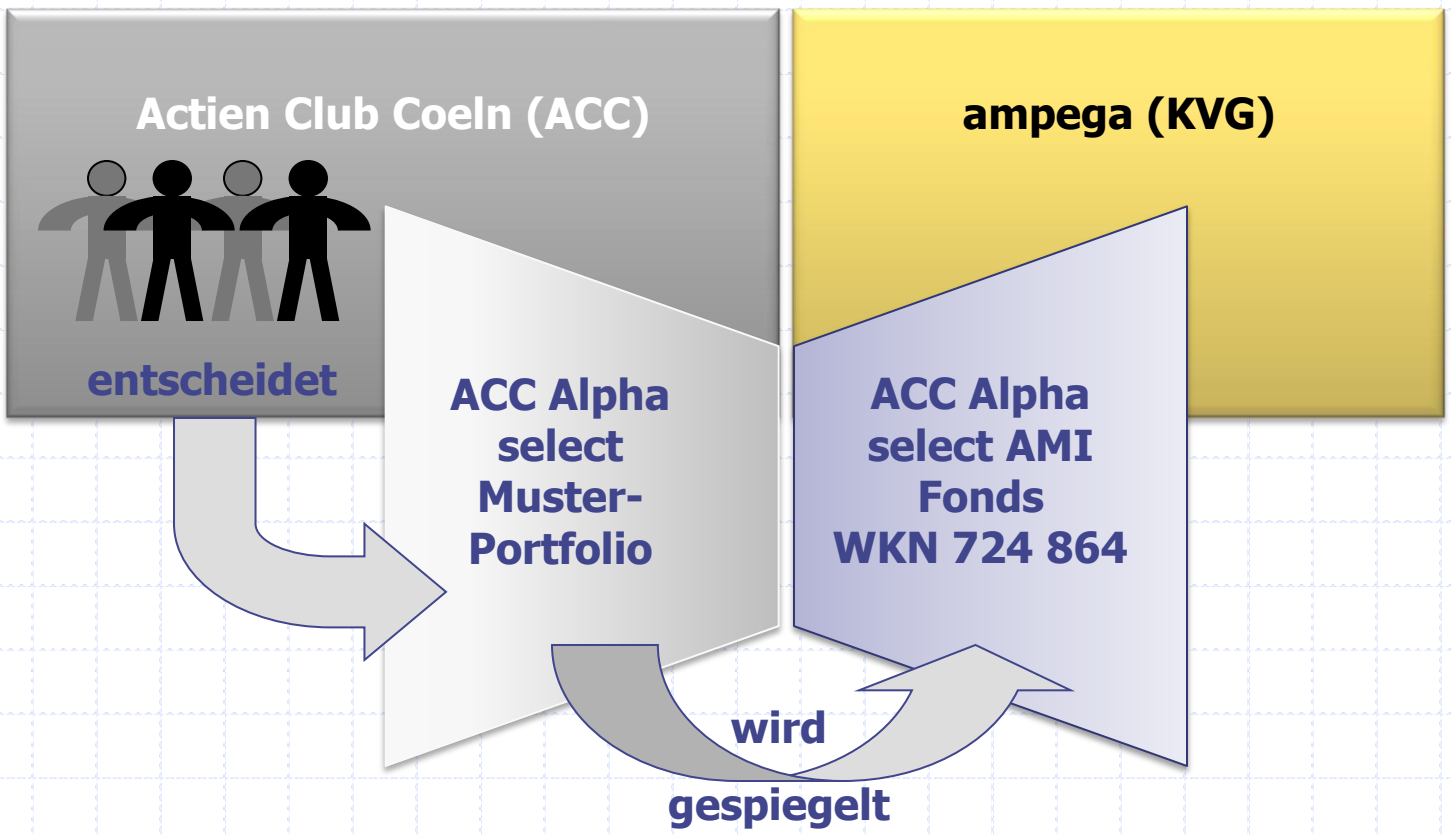 Actien Club Coeln (ACC)
entscheidet
ACC Alpha
select
Muster-
Portfolio
ampega (KVG)
ACC Alpha
select AMI
Fonds
WKN 724 864
wird
gespiegelt